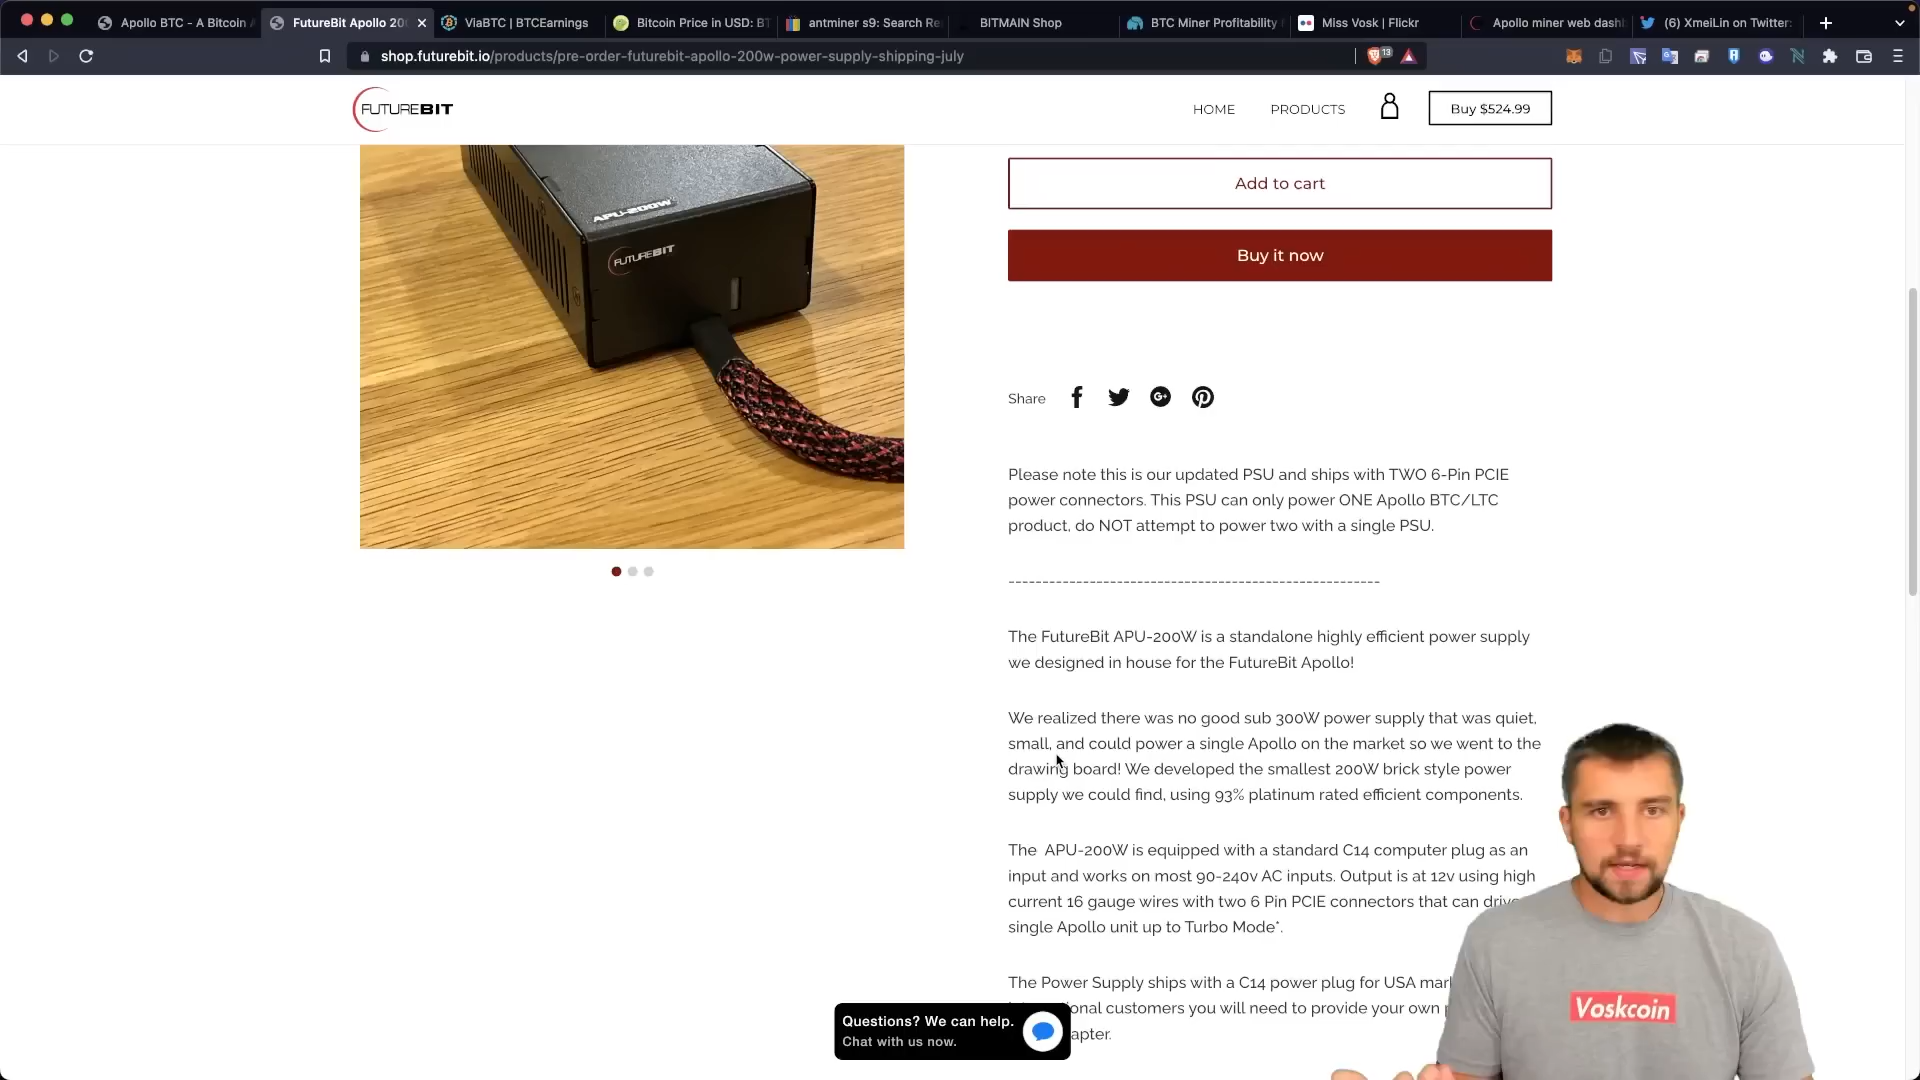 Apollo BTC - A Bitcoin
FutureBit Apollo 20
ViaBTC | BTCEarnings
Bitcoin Price in USD: BT
antminer s9: Search Re
BITMAIN Shop
BTC Miner Profitability
Miss Vosk | Flickr
Apollo miner web dash
(6) XmeiLin on Twitter:
shop.futurebit.io/products/pre-order-futurebit-apollo-200w-power-supply-shipping-july
13
FUTUREBIT
HOME
PRODUCTS
Buy $524.99
APU-200W
FUTUREBIT
Add to cart
Buy it now
Share
Please note this is our updated PSU and ships with TWO 6-Pin PCIE
power connectors. This PSU can only power ONE Apollo BTC/LTC
product, do NOT attempt to power two with a single PSU.
-------------------------------------------------------
The FutureBit APU-200W is a standalone highly efficient power supply
we designed in house for the FutureBit Apollo!
We realized there was no good sub 300W power supply that was quiet,
small, and could power a single Apollo on the market so we went to the
drawing board! We developed the smallest 200W brick style power
supply we could find, using 93% platinum rated efficient components.
The APU-200W is equipped with a standard C14 computer plug as an
input and works on most 90-240v AC inputs. Output is at 12v using high
current 16 gauge wires with two 6 Pin PCIE connectors that can drive
single Apollo unit up to Turbo Mode*.
The Power Supply ships with a C14 power plug for USA
customers you will need to provide your own
Questions? We can help.
Chat with us now.
Voskcoin